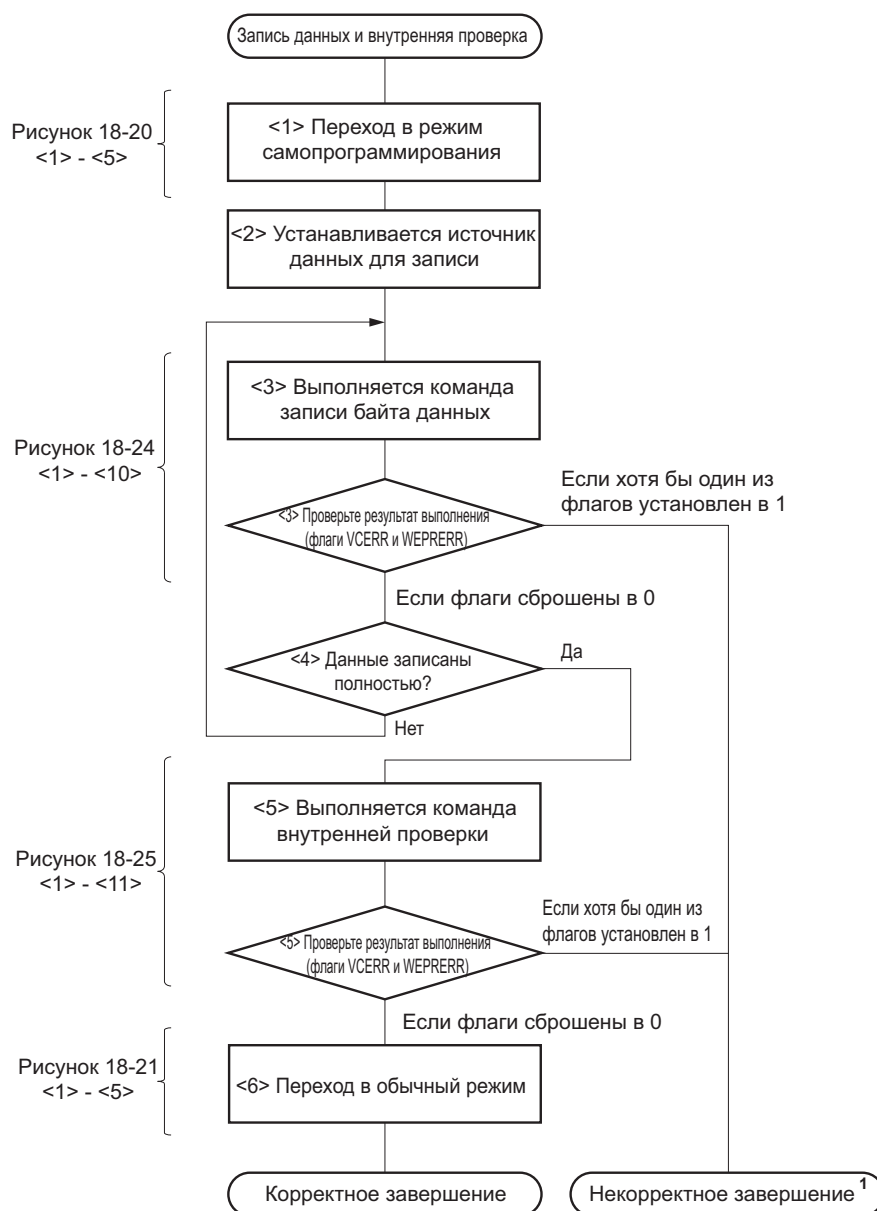 Запись данных и внутренняя проверка
Рисунок 18-20
<1> - <5>
<1> Переход в режим
самопрограммирования
<2> Устанавливается источник
данных для записи
Рисунок 18-24
<1> - <10>
<3> Выполняется команда
записи байта данных
<3> Проверьте результат выполнения
(флаги VCERR и WEPRERR)
Если хотя бы один из
флагов установлен в 1
Если флаги сброшены в 0
<4> Данные записаны
полностью?
Да
Нет
Рисунок 18-25
<1> - <11>
<5> Выполняется команда
внутренней проверки
<5> Проверьте результат выполнения
(флаги VCERR и WEPRERR)
Если хотя бы один из
флагов установлен в 1
Если флаги сброшены в 0
Рисунок 18-21
<1> - <5>
<6> Переход в обычный режим
Корректное завершение
Некорректное завершение 1